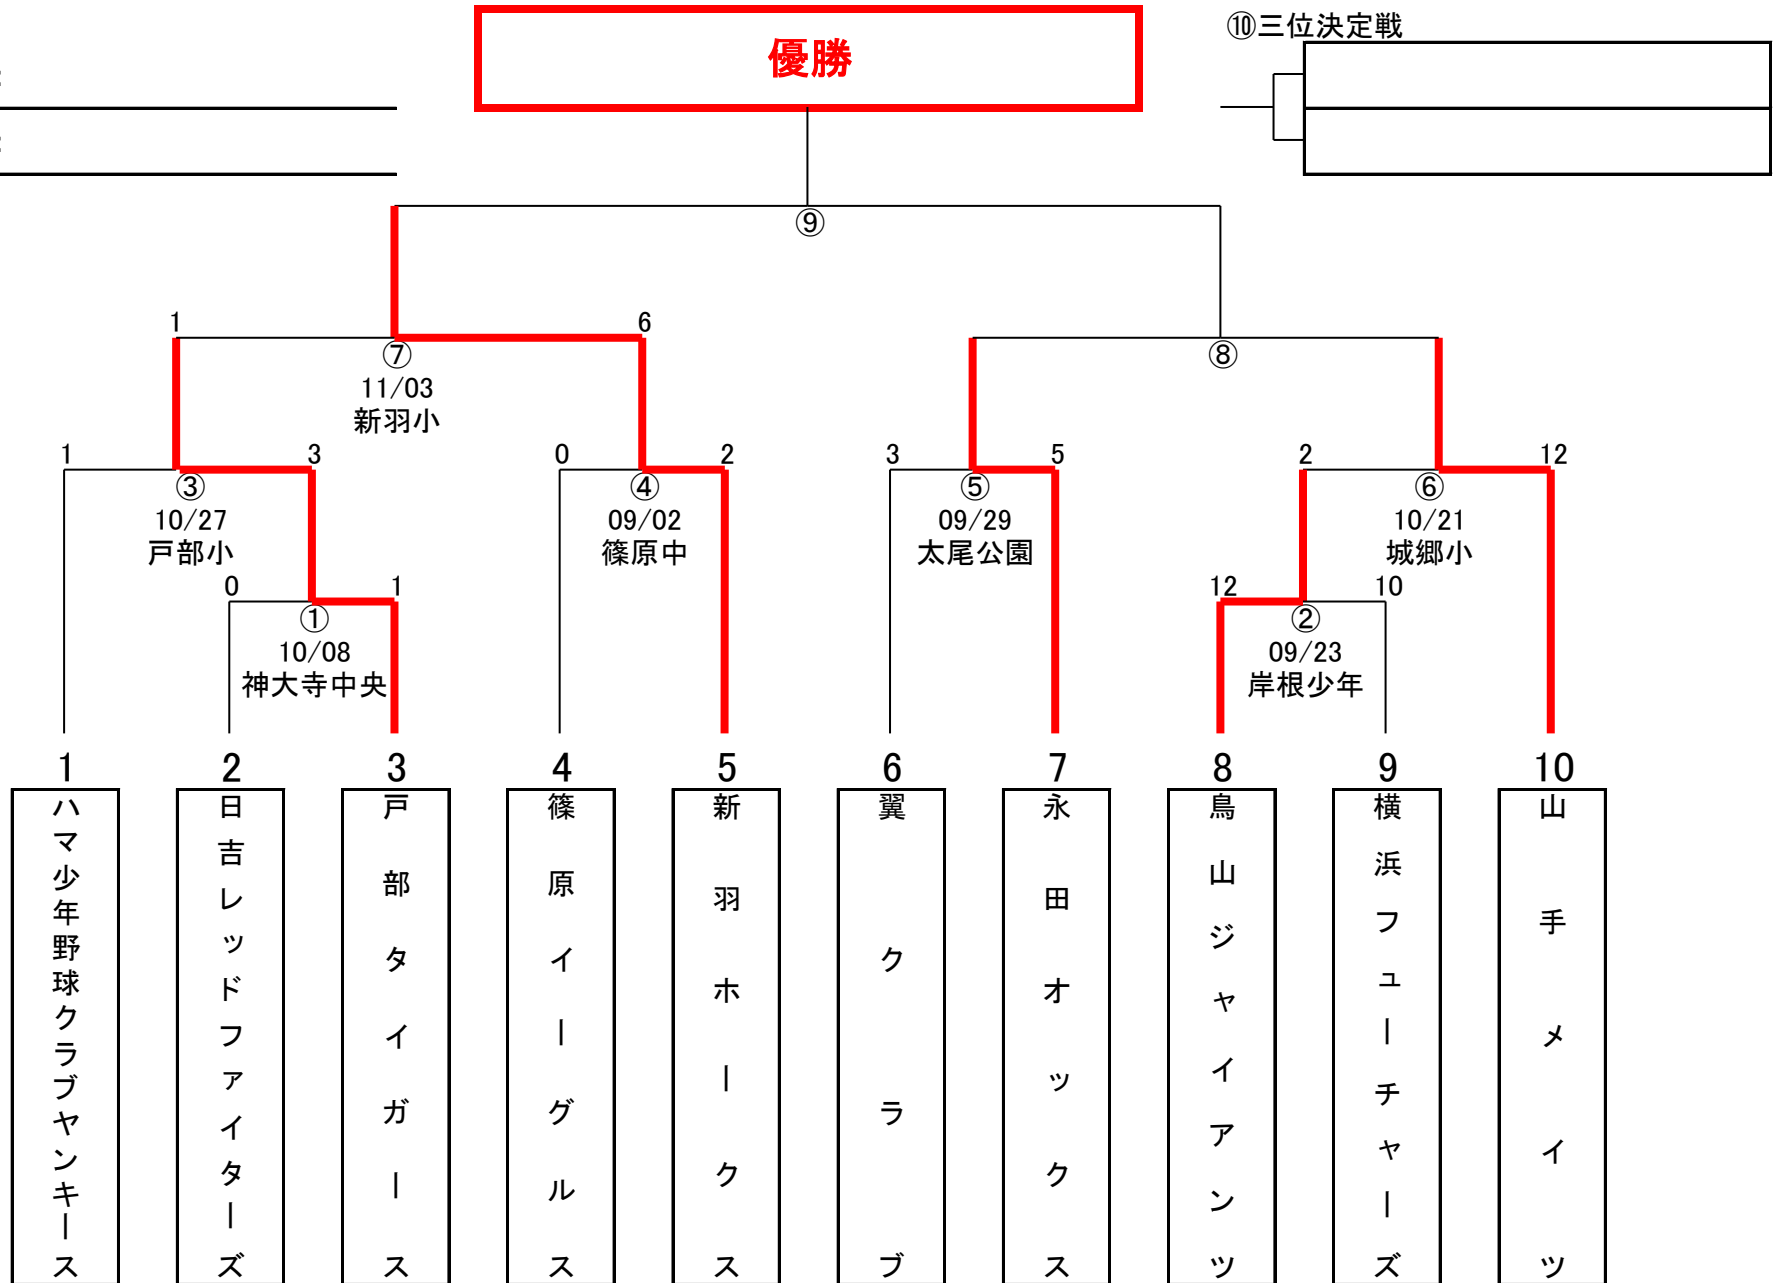 優勝
⑩三位決定戦
:
:
⑨
1
6
⑦
11/03
新羽小
⑧
1
3
③
10/27
戸部小
0
2
④
09/02
篠原中
3
5
⑤
09/29
太尾公園
2
12
⑥
10/21
城郷小
0
1
①
10/08
神大寺中央
12
10
②
09/23
岸根少年
1
2
3
4
5
6
7
8
9
10
ハマ少年野球クラブヤンキース
日吉レッドファイターズ
戸部タイガース
篠原イーグルス
新羽ホークス
翼クラブ
永田オックス
鳥山ジャイアンツ
横浜フューチャーズ
山手メイツ